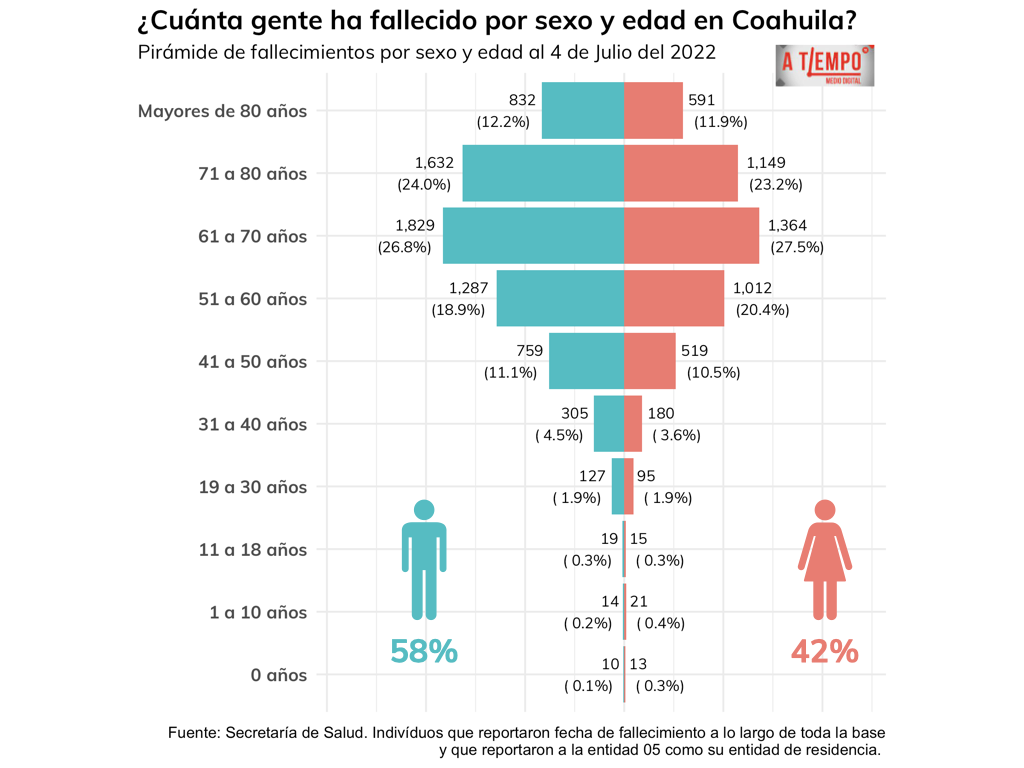 ¿Cuánta gente ha fallecido por sexo y edad en Coahuila?
Pirámide de fallecimientos por sexo y edad al 4 de Julio del 2022
A TIEMPO
MEDIO DIGITAL
Mayores de 80 años
832
(12.2%)
591
(11.9%)
71 a 80 años
1,632
(24.0%)
1,149
(23.2%)
61 a 70 años
1,829
(26.8%)
1,364
(27.5%)
51 a 60 años
1,287
(18.9%)
1,012
(20.4%)
41 a 50 años
759
(11.1%)
519
(10.5%)
31 a 40 años
305
( 4.5%)
180
( 3.6%)
19 a 30 años
127
( 1.9%)
95
( 1.9%)
11 a 18 años
19
( 0.3%)
15
( 0.3%)
1 a 10 años
14
( 0.2%)
21
( 0.4%)
0 años
10
( 0.1%)
13
( 0.3%)
58%
42%
Fuente: Secretaría de Salud. Indivíduos que reportaron fecha de fallecimiento a lo largo de toda la base
y que reportaron a la entidad 05 como su entidad de residencia.